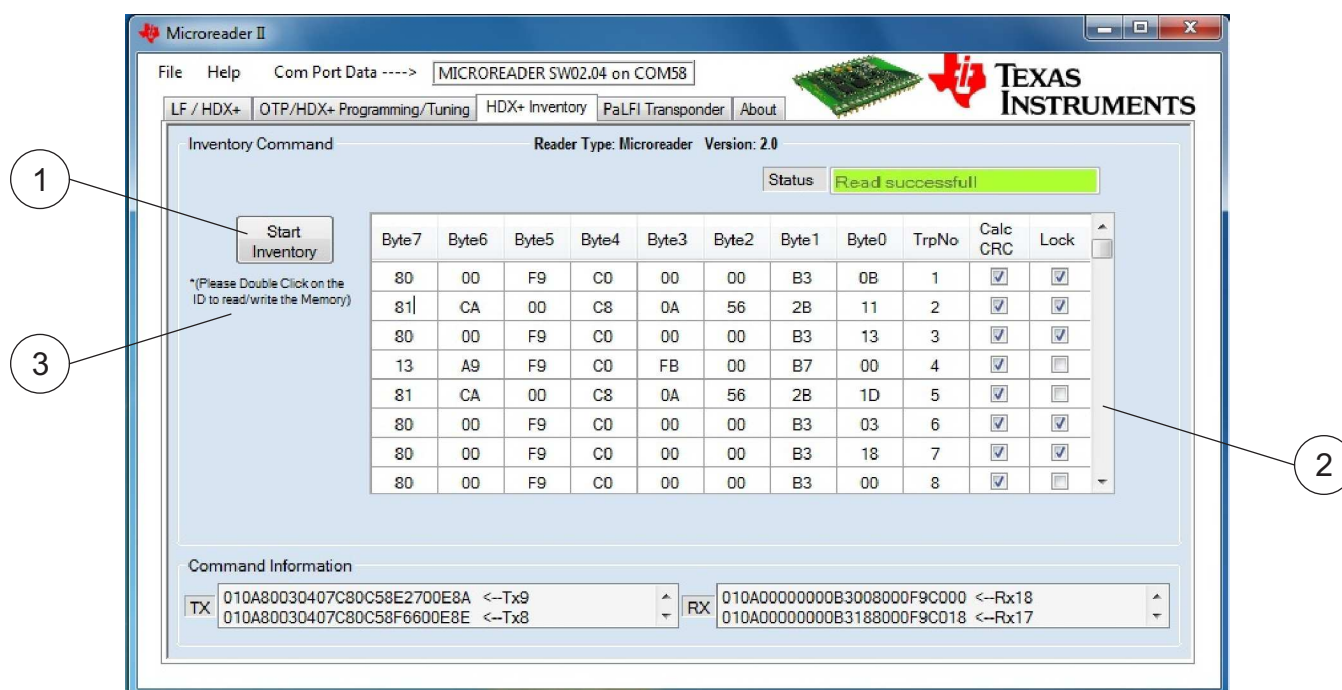 Microreader II
File Help Com Port Data ----> MICROREADER SW02.04 on COM58
TEXAS
INSTRUMENTS
LF / HDX+ OTP/HDX+ Programming/Tuning HDX+ Inventory PaLFI Transponder About
Inventory Command Reader Type: Microreader Version: 2.0
Status Read successfull
1
Start
Inventory
*(Please Double Click on the
ID to read/write the Memory)
3
Byte7 Byte6 Byte5 Byte4 Byte3 Byte2 Byte1 Byte0 TrpNo Calc CRC Lock
80 00 F9 C0 00 00 B3 0B 1
81 CA 00 C8 0A 56 2B 11 2
80 00 F9 C0 00 00 B3 13 3
13 A9 F9 C0 FB 00 B7 00 4
81 CA 00 C8 0A 56 2B 1D 5
80 00 F9 C0 00 00 B3 03 6
80 00 F9 C0 00 00 B3 18 7
80 00 F9 C0 00 00 B3 00 8
2
Command Information
TX 010A80030407C80C58E2700E8A <--Tx9
010A80030407C80C58F6600E8E <--Tx8
RX 010A00000000B3008000F9C000 <--Rx18
010A00000000B3188000F9C018 <--Rx17